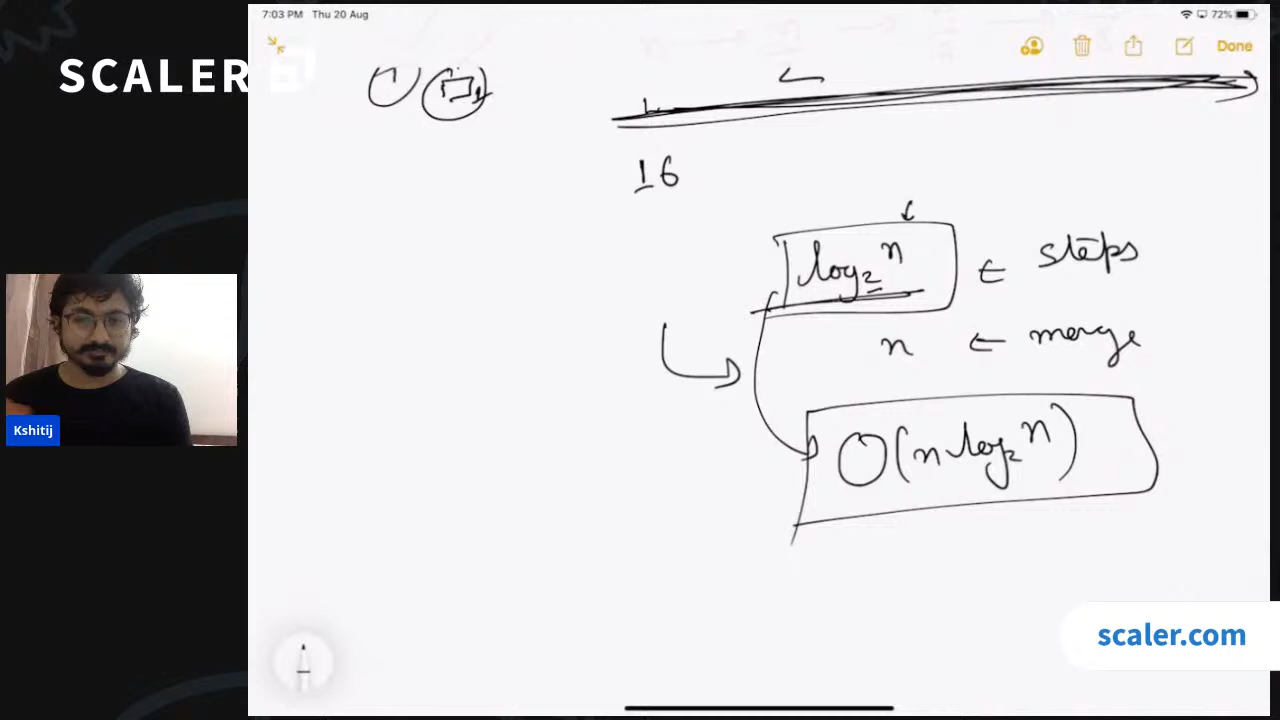 7:03 PM Thu 20 Aug
72%
SCALER
Done
16
log₂ n ← steps
n ← merge
Kshitij
O(n log₂ n)
scaler.com